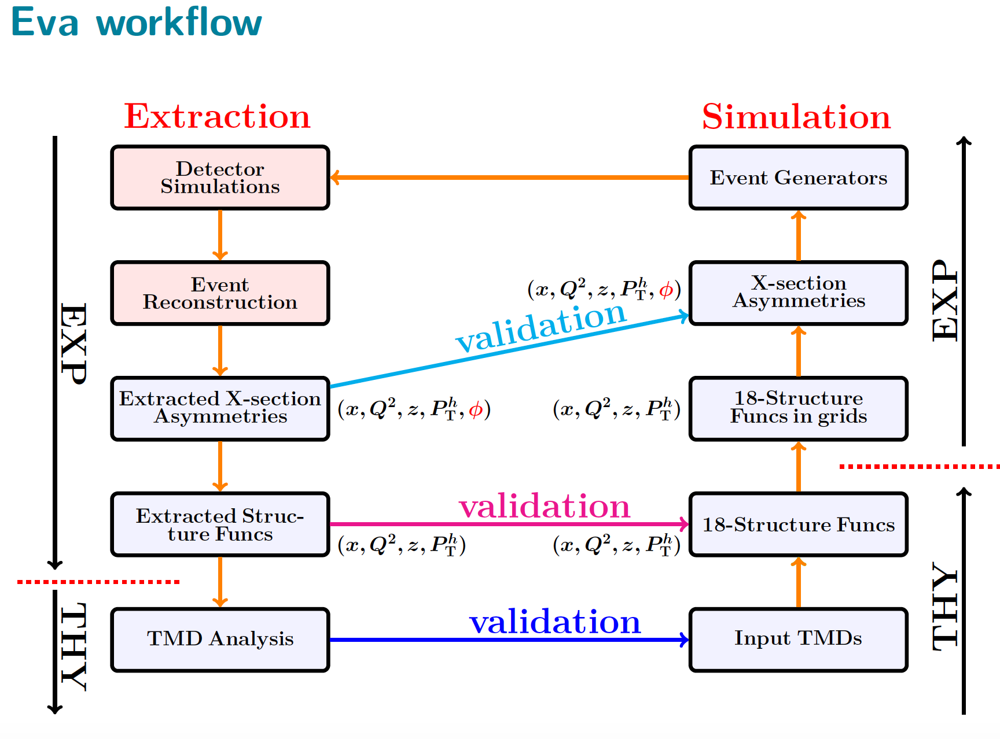 Eva workflow
Extraction
Simulation
Detector
Simulations
Event Generators
Event
Reconstruction
(x, Q², z, P_T^h, ϕ)
X-section
Asymmetries
validation
EXP
EXP
Extracted X-section
Asymmetries
(x, Q², z, P_T^h, ϕ)
(x, Q², z, P_T^h)
18-Structure
Funcs in grids
Extracted Struc-
ture Funcs
validation
(x, Q², z, P_T^h)
(x, Q², z, P_T^h)
18-Structure Funcs
THY
THY
TMD Analysis
validation
Input TMDs